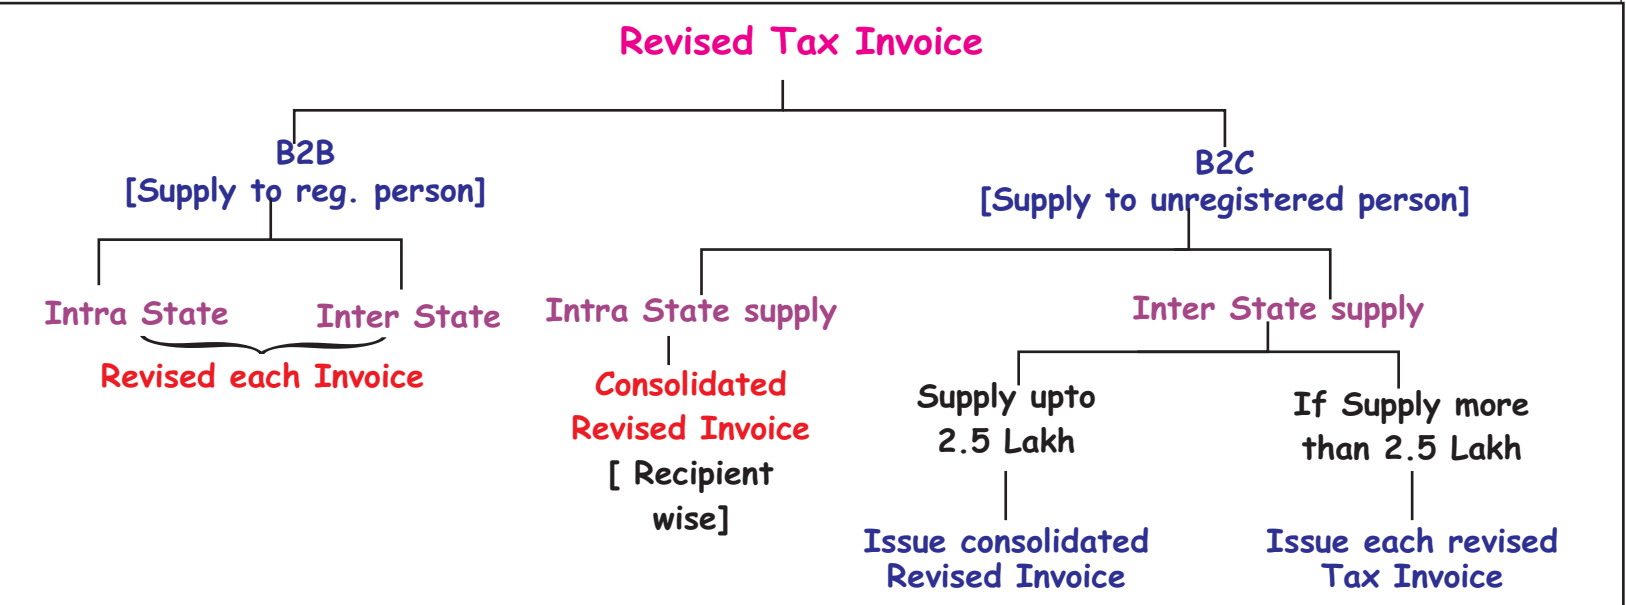 Revised Tax Invoice
B2B
[Supply to reg. person]
B2C
[Supply to unregistered person]
Intra State
Inter State
Revised each Invoice
Intra State supply
Consolidated
Revised Invoice
[ Recipient
wise]
Inter State supply
Supply upto
2.5 Lakh
Issue consolidated
Revised Invoice
If Supply more
than 2.5 Lakh
Issue each revised
Tax Invoice